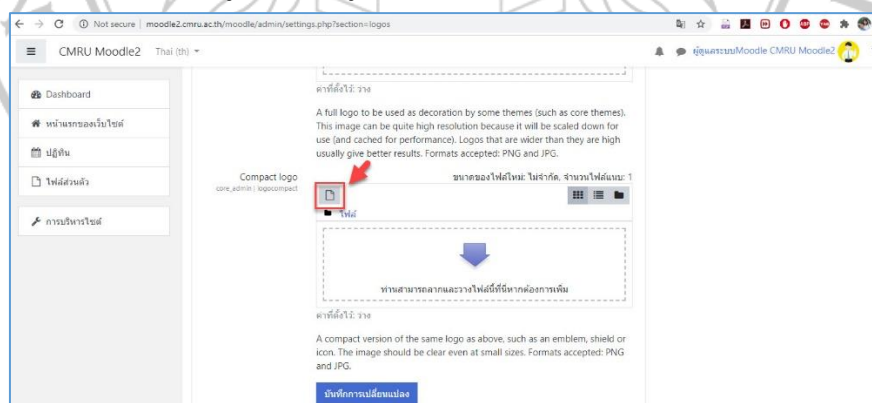 Not secure | moodle2.cmru.ac.th/moodle/admin/settings.php?section=logos
CMRU Moodle2 Thai (th)
ผู้ดูแลระบบMoodle CMRU Moodle2
Dashboard
หน้าแรกของเว็บไซต์
ปฏิทิน
ไฟล์ส่วนตัว
การบริหารไซต์
ค่าที่ตั้งไว้: ว่าง
A full logo to be used as decoration by some themes (such as core themes).
This image can be quite high resolution because it will be scaled down for
use (and cached for performance). Logos that are wider than they are high
usually give better results. Formats accepted: PNG and JPG.
Compact logo
core_admin | logocompact
ขนาดของไฟล์ใหม่: ไม่จำกัด, จำนวนไฟล์แนบ: 1
ไฟล์
ท่านสามารถลากและวางไฟล์นี้ที่นี่หากต้องการเพิ่ม
ค่าที่ตั้งไว้: ว่าง
A compact version of the same logo as above, such as an emblem, shield or
icon. The image should be clear even at small sizes. Formats accepted: PNG
and JPG.
บันทึกการเปลี่ยนแปลง